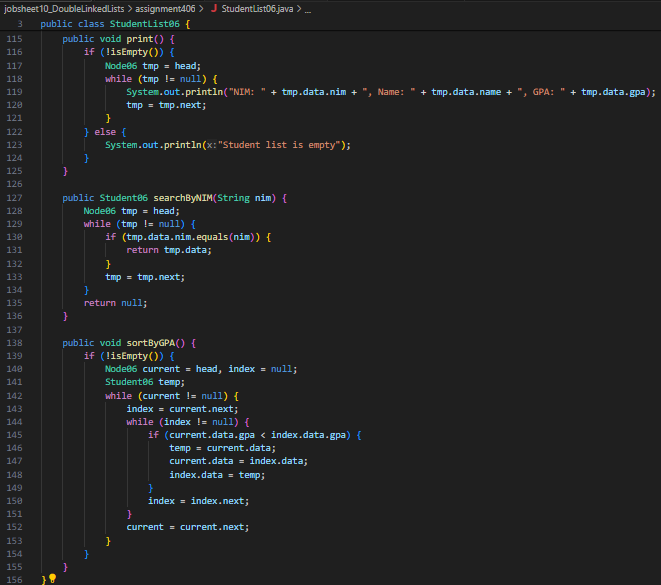 jobsheet10_DoubleLinkedLists > assignment406 > J StudentList06.java > ...
3 public class StudentList06 {
115     public void print() {
116         if (!isEmpty()) {
117             Node06 tmp = head;
118             while (tmp != null) {
119                 System.out.println("NIM: " + tmp.data.nim + ", Name: " + tmp.data.name + ", GPA: " + tmp.data.gpa);
120                 tmp = tmp.next;
121             }
122         } else {
123             System.out.println(x:"Student list is empty");
124         }
125     }
126
127     public Student06 searchByNIM(String nim) {
128         Node06 tmp = head;
129         while (tmp != null) {
130             if (tmp.data.nim.equals(nim)) {
131                 return tmp.data;
132             }
133             tmp = tmp.next;
134         }
135         return null;
136     }
137
138     public void sortByGPA() {
139         if (!isEmpty()) {
140             Node06 current = head, index = null;
141             Student06 temp;
142             while (current != null) {
143                 index = current.next;
144                 while (index != null) {
145                     if (current.data.gpa < index.data.gpa) {
146                         temp = current.data;
147                         current.data = index.data;
148                         index.data = temp;
149                     }
150                     index = index.next;
151                 }
152                 current = current.next;
153             }
154         }
155     }
156 }